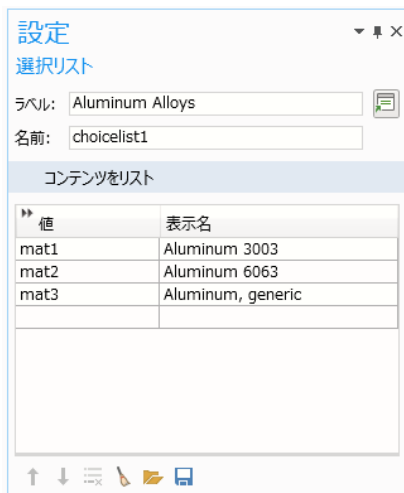 設定
選択リスト
ラベル: Aluminum Alloys
名前: choicelist1
コンテンツをリスト
値 表示名
mat1 Aluminum 3003
mat2 Aluminum 6063
mat3 Aluminum, generic